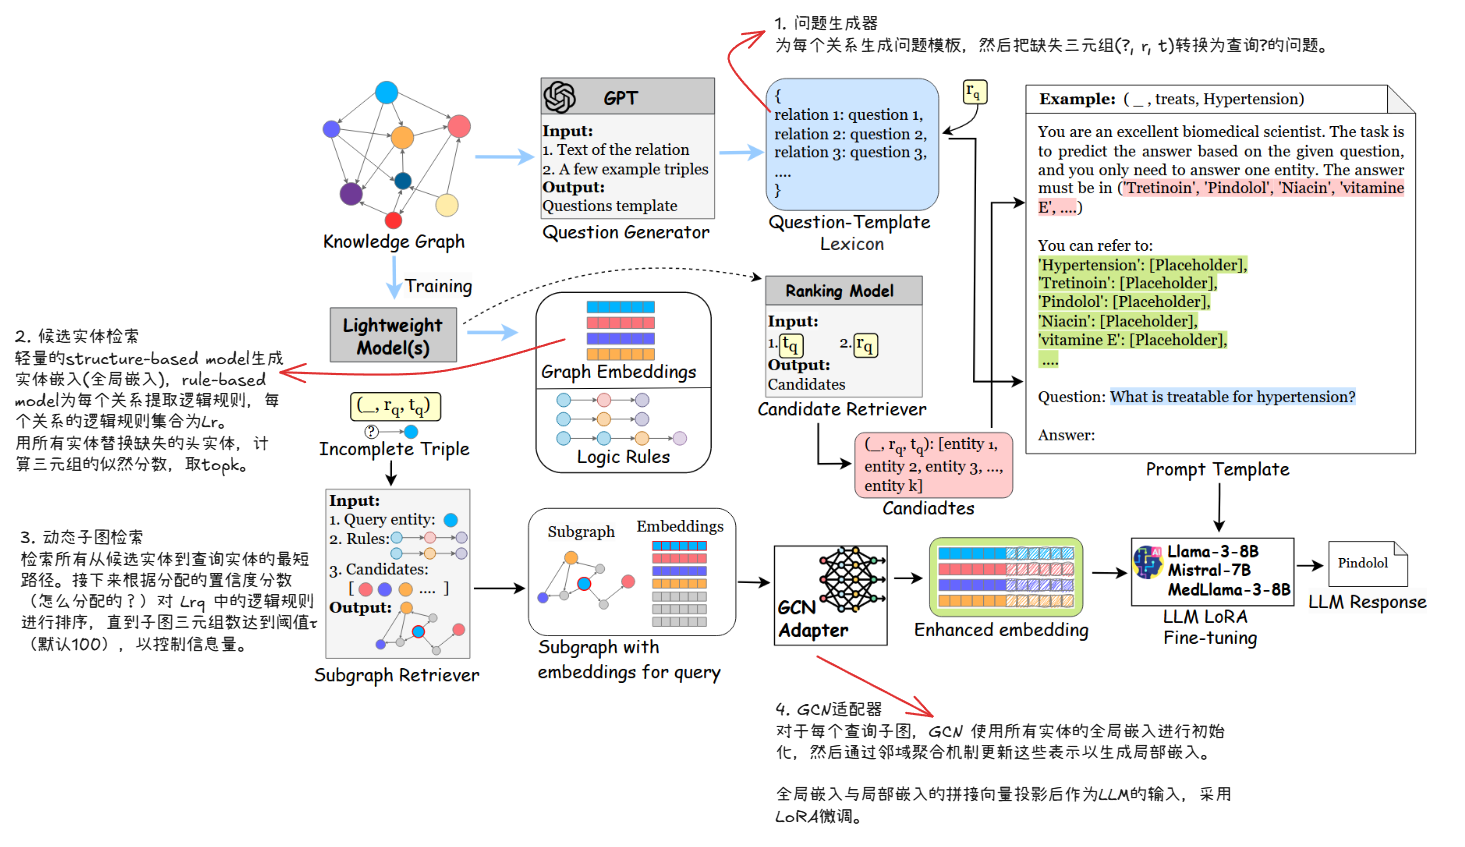 1. 问题生成器
为每个关系生成问题模板，然后把缺失三元组(?, r, t)转换为查询?的问题。
Knowledge Graph
GPT
Input:
1. Text of the relation
2. A few example triples
Output:
Questions template
Question Generator
{
relation 1: question 1,
relation 2: question 2,
relation 3: question 3,
....
}
Question-Template
Lexicon
rq
Example: ( _ , treats, Hypertension)
You are an excellent biomedical scientist. The task is
to predict the answer based on the given question,
and you only need to answer one entity. The answer
must be in ('Tretinoin', 'Pindolol', 'Niacin', 'vitamine
E', ....)
You can refer to:
'Hypertension': [Placeholder],
'Tretinoin': [Placeholder],
'Pindolol': [Placeholder],
'Niacin': [Placeholder],
'vitamine E': [Placeholder],
....
Question: What is treatable for hypertension?
Answer:
Prompt Template
Training
Lightweight
Model(s)
Graph Embeddings
Logic Rules
Ranking Model
Input:
1. tq 2. rq
Output:
Candidates
Candidate Retriever
(_, rq, tq): [entity 1,
entity 2, entity 3, ...,
entity k]
Candiadtes
2. 候选实体检索
轻量的structure-based model生成
实体嵌入(全局嵌入)，rule-based
model为每个关系提取逻辑规则，每
个关系的逻辑规则集合为Lr。
用所有实体替换缺失的头实体，计
算三元组的似然分数，取topk。
(_, rq, tq)
?
Incomplete Triple
3. 动态子图检索
检索所有从候选实体到查询实体的最短
路径。接下来根据分配的置信度分数
（怎么分配的？）对 Lrq 中的逻辑规则
进行排序，直到子图三元组数达到阈值τ
（默认100），以控制信息量。
Input:
1. Query entity:
2. Rules:
3. Candidates:
[ .... ]
Output:
Subgraph Retriever
Subgraph
Embeddings
Subgraph with
embeddings for query
GCN
Adapter
Enhanced embedding
AI
Llama-3-8B
Mistral-7B
MedLlama-3-8B
LLM LoRA
Fine-tuning
Pindolol
LLM Response
4. GCN适配器
对于每个查询子图，GCN 使用所有实体的全局嵌入进行初始
化，然后通过邻域聚合机制更新这些表示以生成局部嵌入。
全局嵌入与局部嵌入的拼接向量投影后作为LLM的输入，采用
LoRA微调。